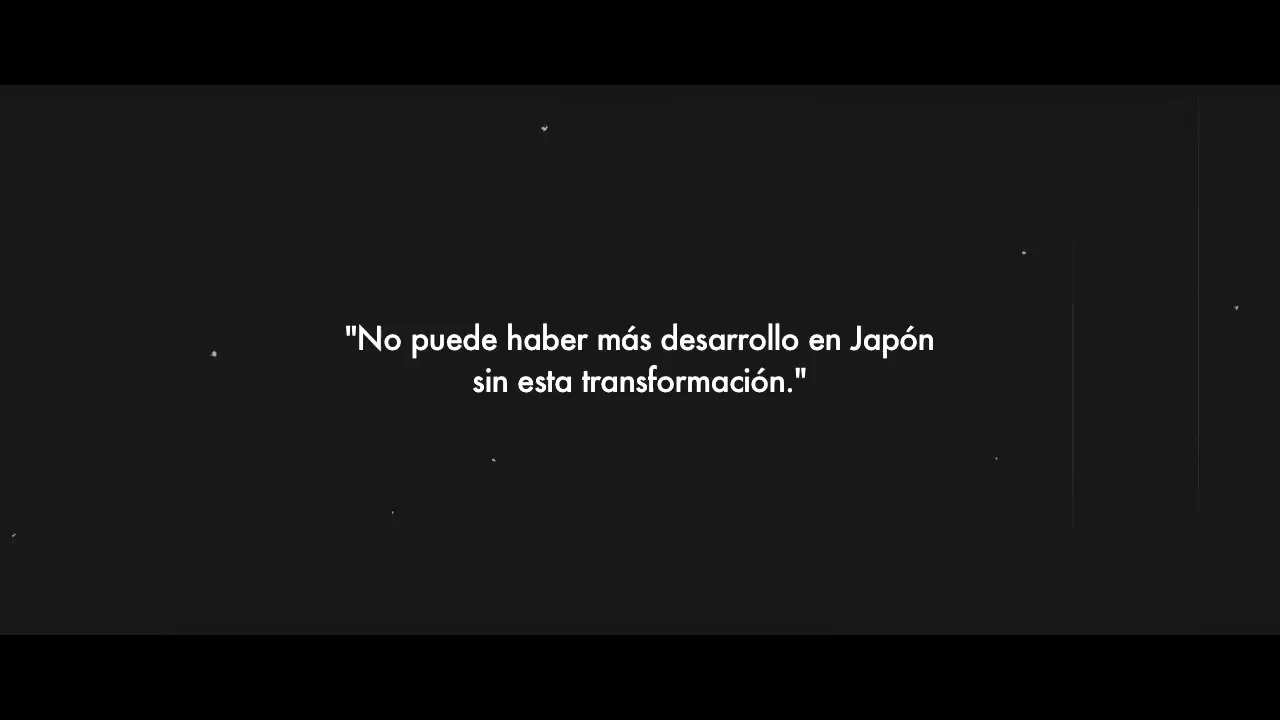 "No puede haber más desarrollo en Japón
sin esta transformación."